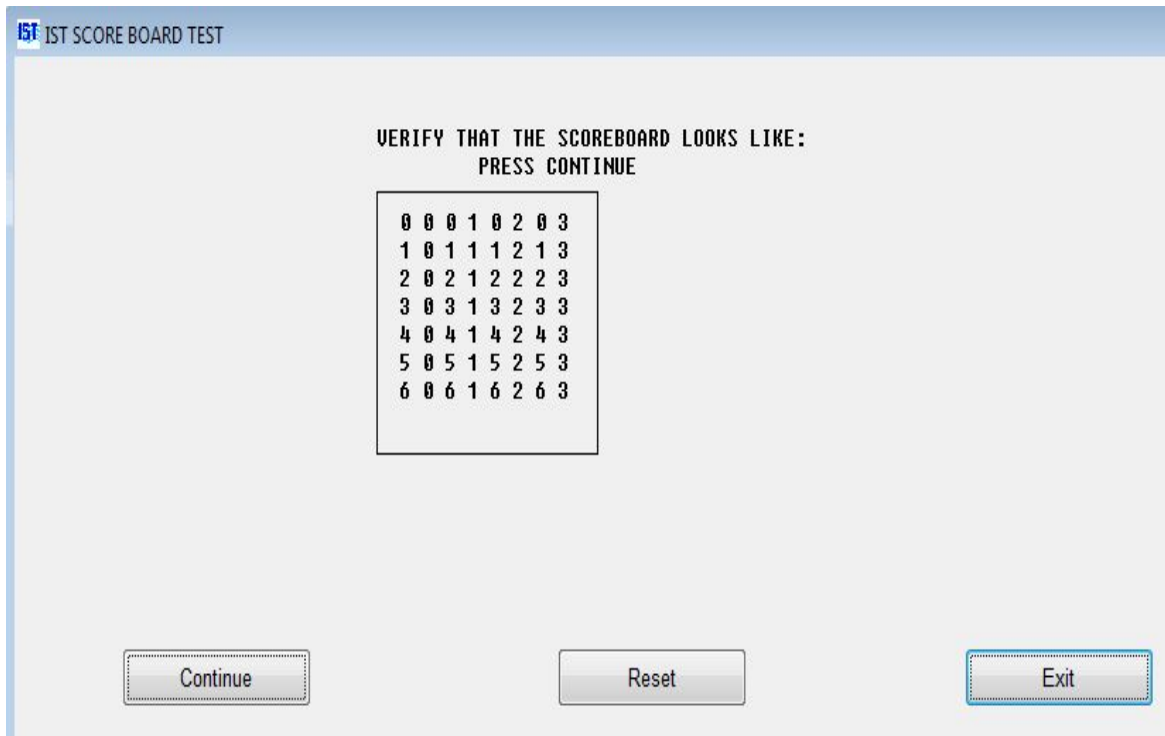 IST IST SCORE BOARD TEST
VERIFY THAT THE SCOREBOARD LOOKS LIKE:
PRESS CONTINUE
0 0 0 1 0 2 0 3
1 0 1 1 1 2 1 3
2 0 2 1 2 2 2 3
3 0 3 1 3 2 3 3
4 0 4 1 4 2 4 3
5 0 5 1 5 2 5 3
6 0 6 1 6 2 6 3
Continue Reset Exit